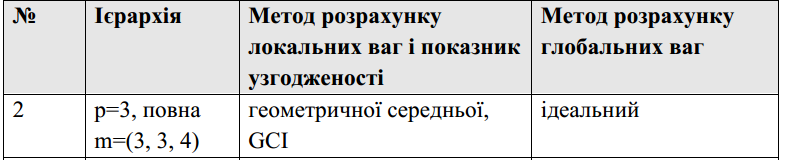 № Ієрархія Метод розрахунку локальних ваг і показник узгодженості Метод розрахунку глобальних ваг
2 p=3, повна m=(3, 3, 4) геометричної середньої, GCI ідеальний